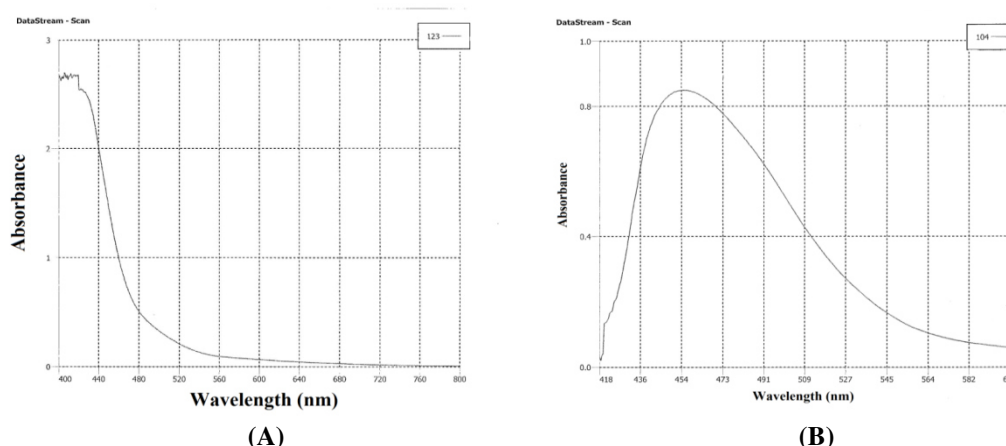 DataStream - Scan
123
3
2
1
0
Absorbance
400 440 480 520 560 600 640 680 720 760 800
Wavelength (nm)
(A)
DataStream - Scan
104
1.0
0.8
0.4
0.0
Absorbance
418 436 454 473 491 509 527 545 564 582
Wavelength (nm)
(B)